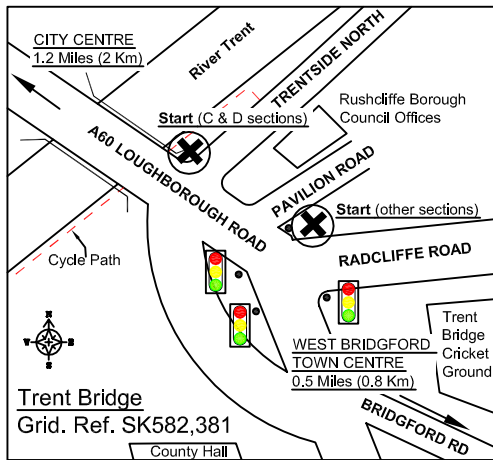 CITY CENTRE
1.2 Miles (2 Km)
River Trent
TRENTSIDE NORTH
Start (C & D sections)
Rushcliffe Borough
Council Offices
A60 LOUGHBOROUGH ROAD
PAVILION ROAD
Start (other sections)
RADCLIFFE ROAD
Cycle Path
WEST BRIDGFORD
TOWN CENTRE
0.5 Miles (0.8 Km)
Trent
Bridge
Cricket
Ground
BRIDGFORD RD
Trent Bridge
Grid. Ref. SK582,381
County Hall